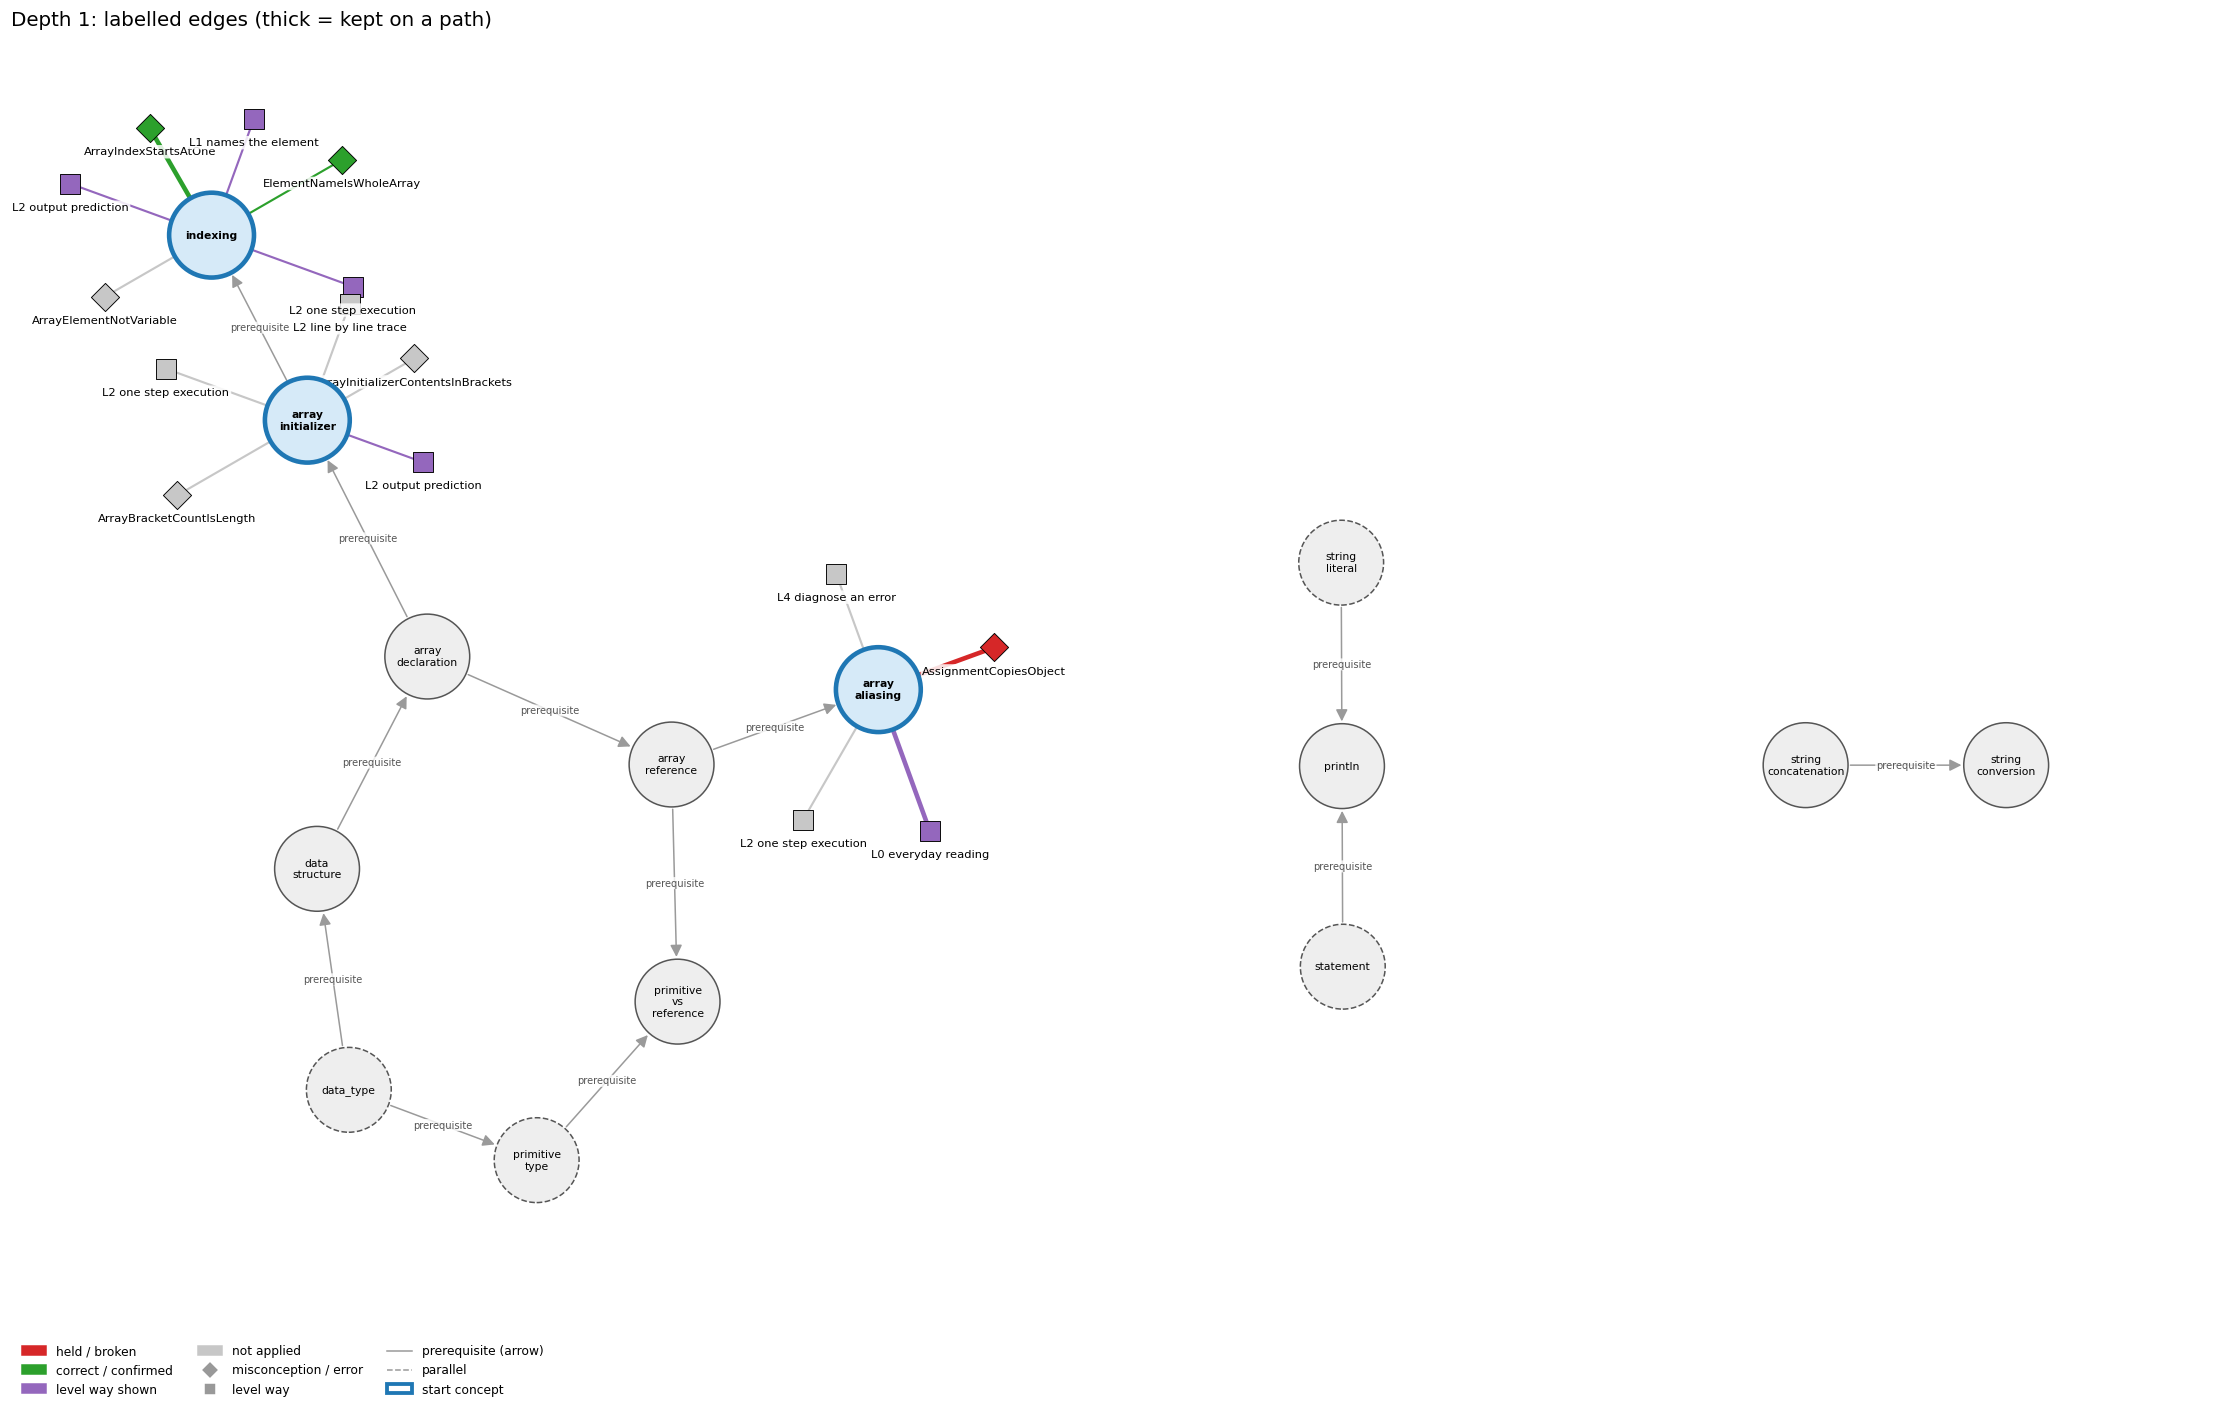 Depth 1: labelled edges (thick = kept on a path)
ArrayIndexStartsAtOne
L1 names the element
ElementNameIsWholeArray
L2 output prediction
indexing
ArrayElementNotVariable
L2 one step execution
prerequisite
L2 line by line trace
L2 one step execution
rayInitializerContentsInBrackets
array
initializer
L2 output prediction
ArrayBracketCountIsLength
prerequisite
array
declaration
prerequisite
L4 diagnose an error
AssignmentCopiesObject
array
aliasing
prerequisite
array
reference
prerequisite
L2 one step execution
L0 everyday reading
data
structure
prerequisite
prerequisite
primitive
vs
reference
data_type
prerequisite
prerequisite
primitive
type
string
literal
prerequisite
println
prerequisite
statement
string
concatenation
prerequisite
string
conversion
held / broken
correct / confirmed
level way shown
not applied
misconception / error
level way
prerequisite (arrow)
parallel
start concept